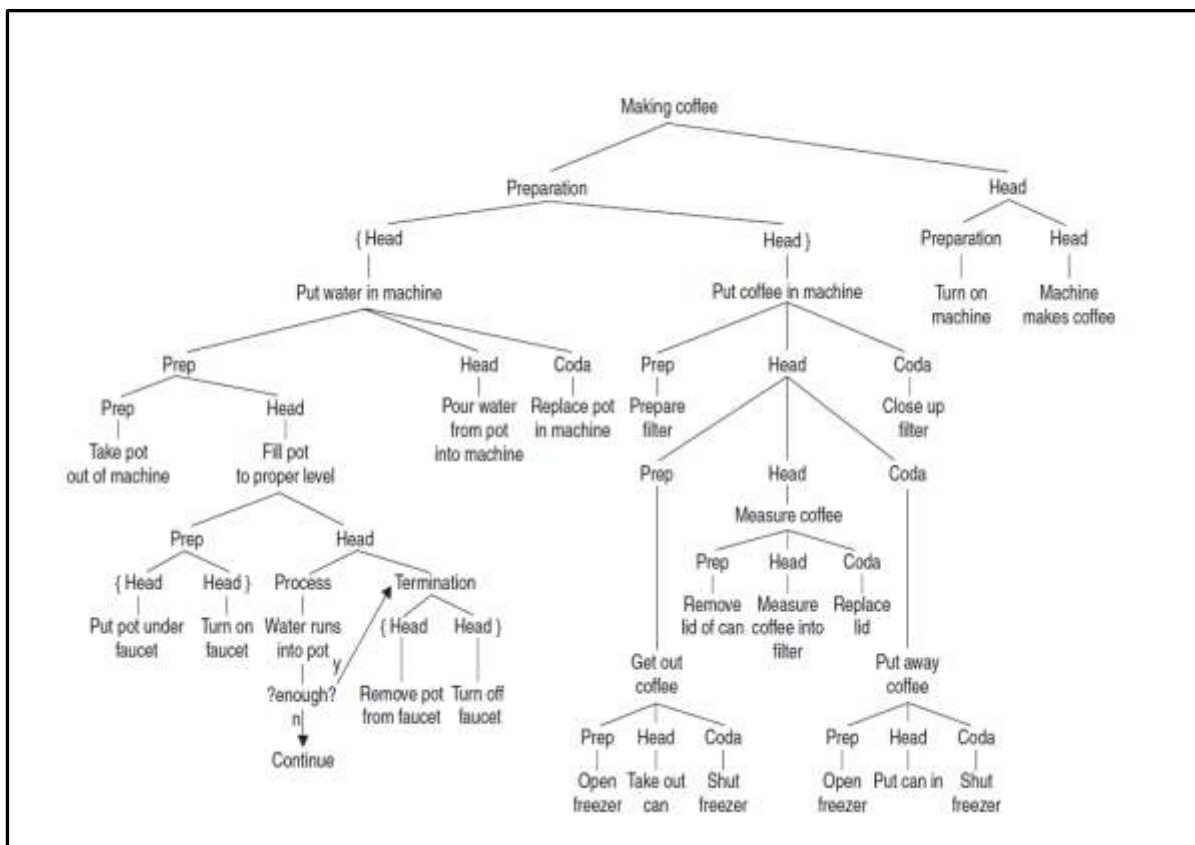 Making coffee
Preparation
Head
{ Head
Head }
Preparation
Head
Put water in machine
Put coffee in machine
Turn on
machine
Machine
makes coffee
Prep
Head
Coda
Prep
Head
Coda
Prep
Head
Pour water
from pot
into machine
Replace pot
in machine
Prepare
filter
Close up
filter
Take pot
out of machine
Fill pot
to proper level
Prep
Head
Coda
Measure coffee
Prep
Head
Prep
Head
Coda
{ Head
Head }
Process
Termination
Remove
lid of can
Measure
coffee into
filter
Replace
lid
Put pot under
faucet
Turn on
faucet
Water runs
into pot
{ Head
Head }
y
Get out
coffee
Put away
coffee
?enough?
n
Remove pot
from faucet
Turn off
faucet
Continue
Prep
Head
Coda
Prep
Head
Coda
Open
freezer
Take out
can
Shut
freezer
Open
freezer
Put can in
Shut
freezer